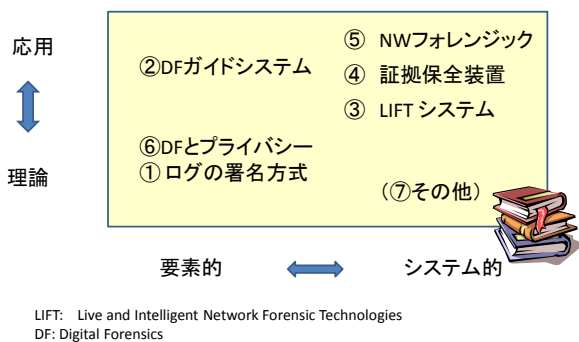 応用
理論
②DFガイドシステム
⑤ NWフォレンジック
④ 証拠保全装置
③ LIFT システム
⑥DFとプライバシー
① ログの署名方式
(⑦その他)
要素的
システム的
LIFT: Live and Intelligent Network Forensic Technologies
DF: Digital Forensics